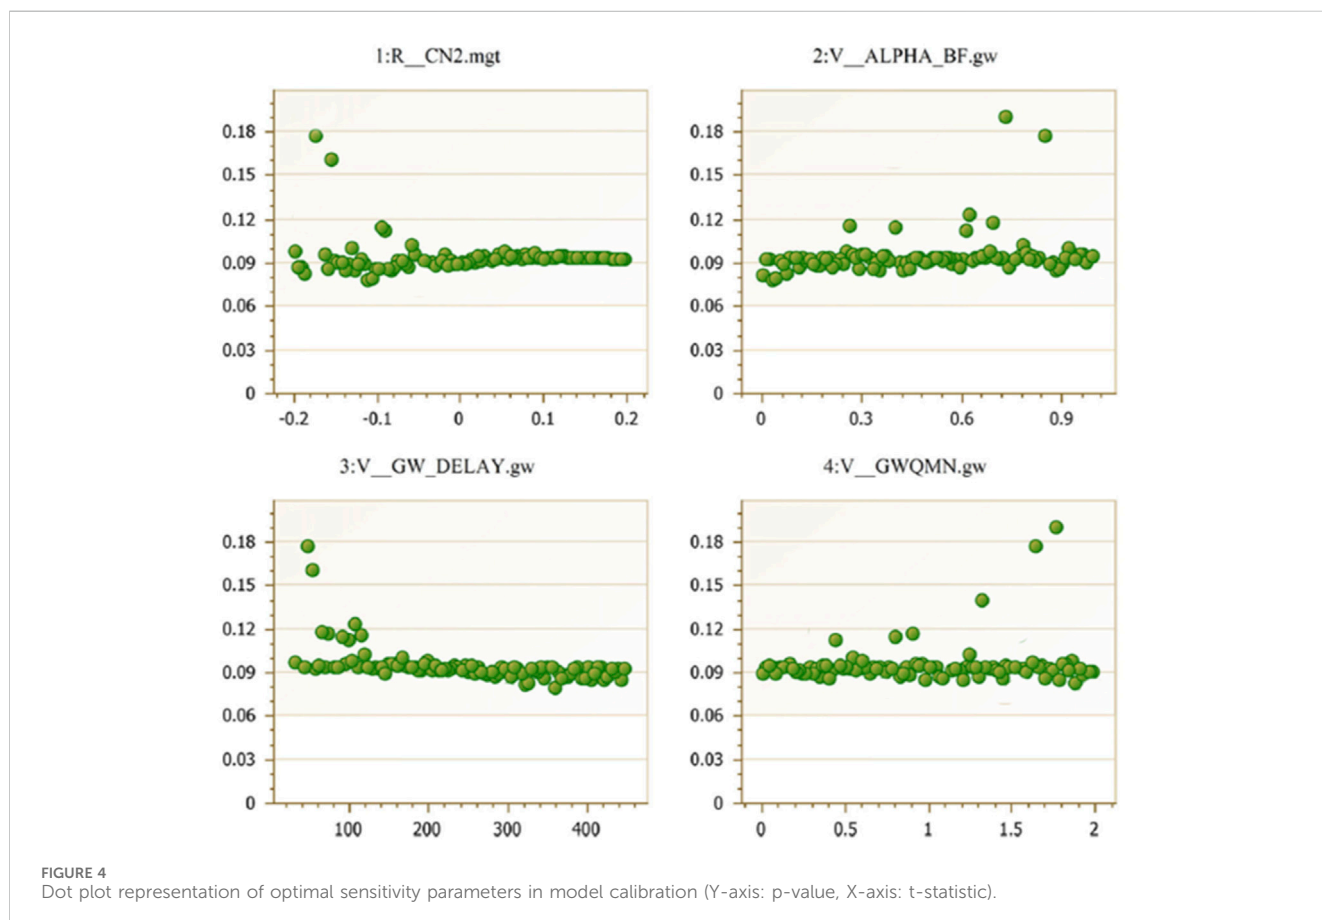 1:R__CN2.mgt
0.18
0.15
0.12
0.09
0.06
0.03
0
-0.2 -0.1 0 0.1 0.2
2:V__ALPHA_BF.gw
0.18
0.15
0.12
0.09
0.06
0.03
0
0 0.3 0.6 0.9
3:V__GW_DELAY.gw
0.18
0.15
0.12
0.09
0.06
0.03
0
100 200 300 400
4:V__GWQMN.gw
0.18
0.15
0.12
0.09
0.06
0.03
0
0 0.5 1 1.5 2
FIGURE 4
Dot plot representation of optimal sensitivity parameters in model calibration (Y-axis: p-value, X-axis: t-statistic).